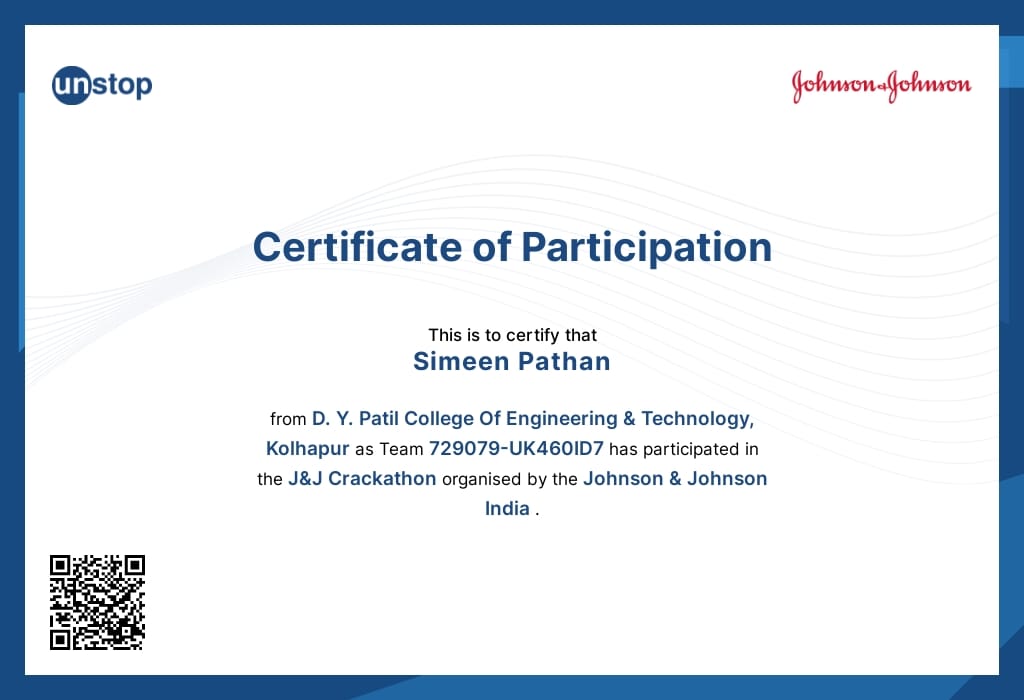 unstop
Johnson&Johnson
Certificate of Participation
This is to certify that
Simeen Pathan
from D. Y. Patil College Of Engineering & Technology,
Kolhapur as Team 729079-UK460ID7 has participated in
the J&J Crackathon organised by the Johnson & Johnson
India .